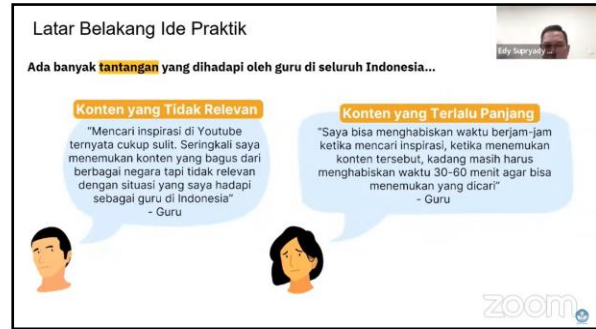 Latar Belakang Ide Praktik
Edy Supryady
Ada banyak tantangan yang dihadapi oleh guru di seluruh Indonesia...
Konten yang Tidak Relevan
"Mencari inspirasi di Youtube
ternyata cukup sulit. Seringkali saya
menemukan konten yang bagus dari
berbagai negara tapi tidak relevan
dengan situasi yang saya hadapi
sebagai guru di Indonesia"
- Guru
Konten yang Terlalu Panjang
"Saya bisa menghabiskan waktu berjam-jam
ketika mencari inspirasi, ketika menemukan
konten tersebut, kadang masih harus
menghabiskan waktu 30-60 menit agar bisa
menemukan yang dicari"
- Guru
zoom